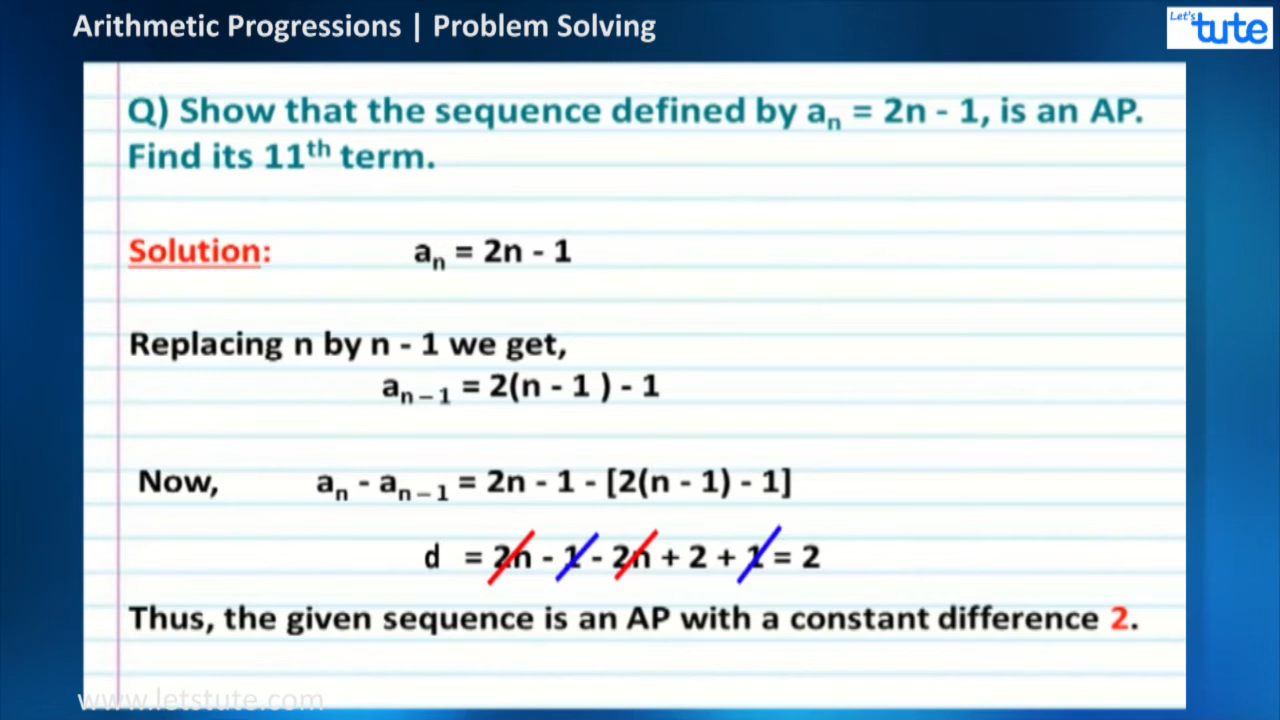 Arithmetic Progressions | Problem Solving
Let's tute
Q) Show that the sequence defined by aₙ = 2n - 1, is an AP.
Find its 11ᵗʰ term.
Solution: aₙ = 2n - 1
Replacing n by n - 1 we get,
aₙ₋₁ = 2(n - 1 ) - 1
Now, aₙ - aₙ₋₁ = 2n - 1 - [2(n - 1) - 1]
d = 2n - 1 - 2n + 2 + 1 = 2
Thus, the given sequence is an AP with a constant difference 2.
www.letstute.com